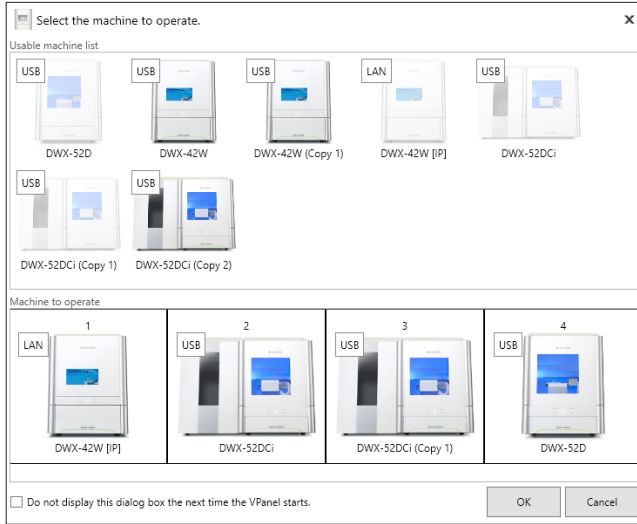 Select the machine to operate.
x
Usable machine list
USB USB USB LAN USB
DWX-52D DWX-42W DWX-42W (Copy 1) DWX-42W [IP] DWX-52DCi
USB USB
DWX-52DCi (Copy 1) DWX-52DCi (Copy 2)
Machine to operate
1 2 3 4
LAN USB USB USB
DWX-42W [IP] DWX-52DCi DWX-52DCi (Copy 1) DWX-52D
Do not display this dialog box the next time the VPanel starts.
OK Cancel